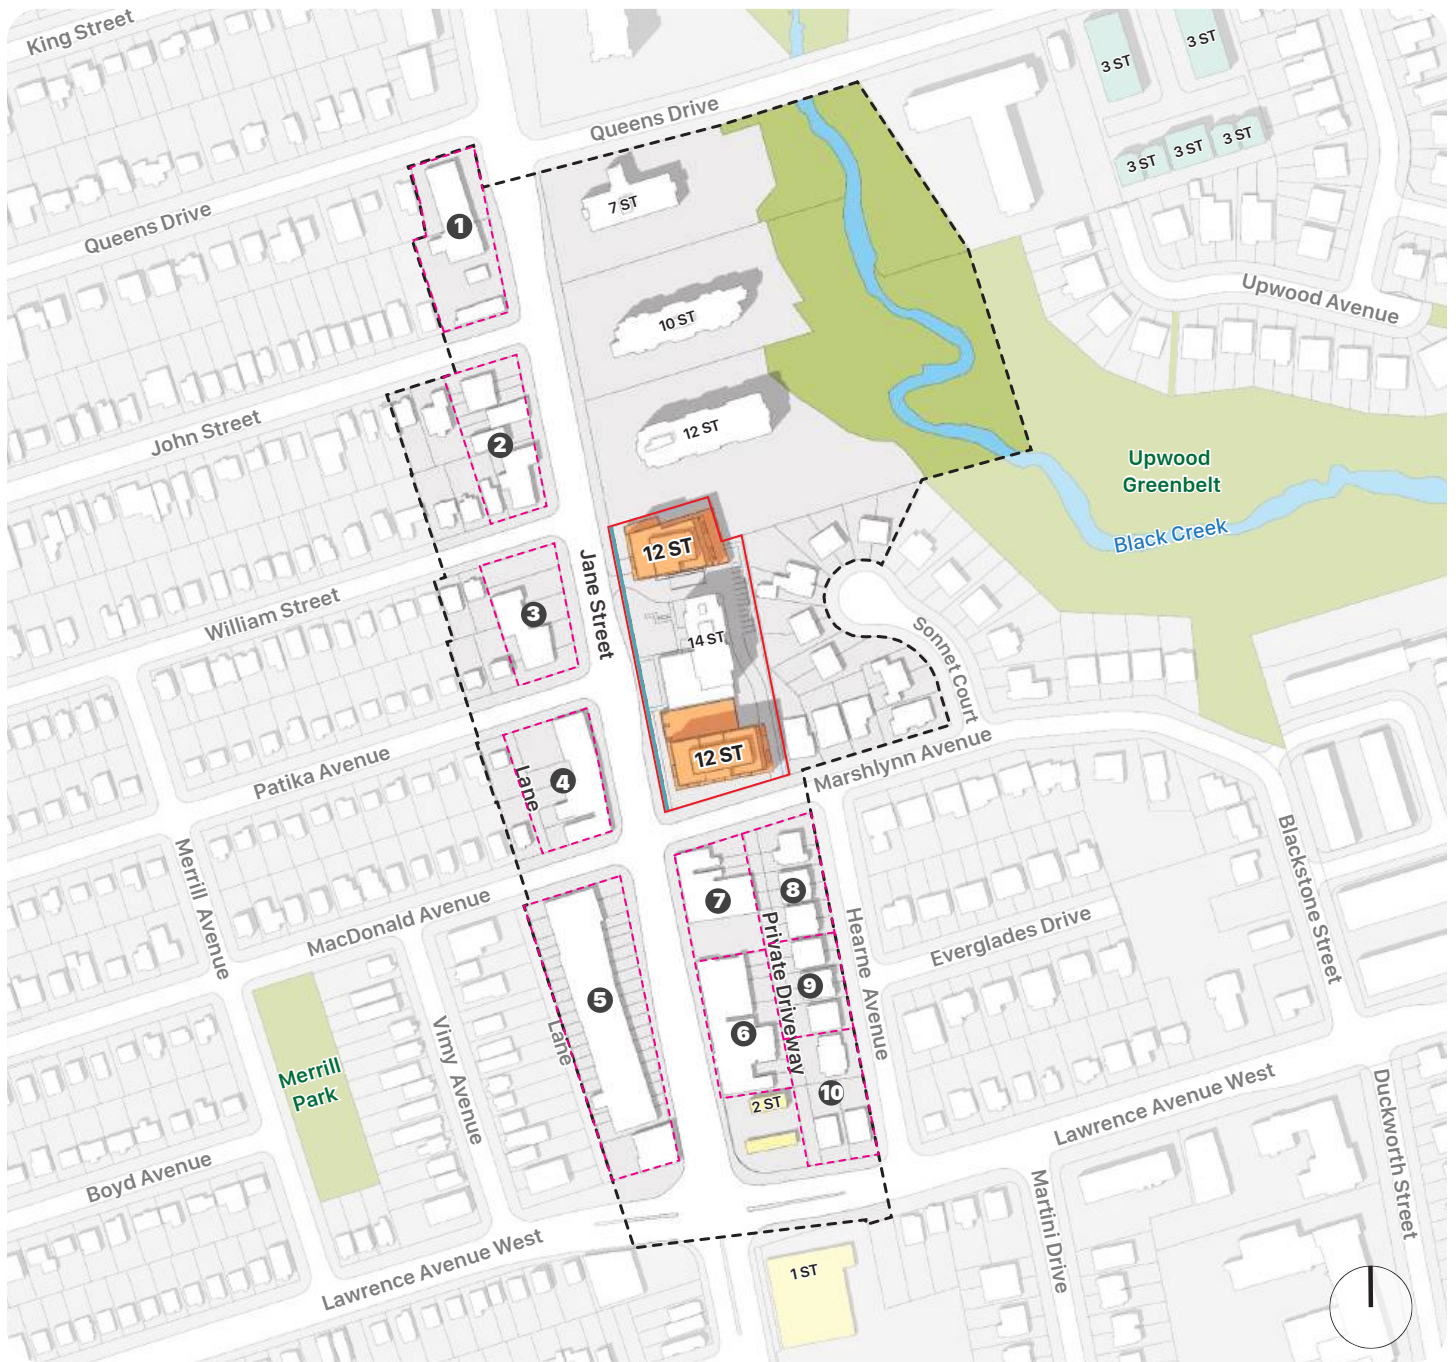 King Street
3 ST
3 ST
Queens Drive
3 ST
3 ST
3 ST
7 ST
Queens Drive
1
Upwood Avenue
10 ST
John Street
12 ST
2
Upwood
Greenbelt
Black Creek
12 ST
Jane Street
William Street
3
14 ST
Sonnet Court
Patika Avenue
Lane
4
12 ST
Marshlynn Avenue
Merrill Avenue
Blackstone Street
MacDonald Avenue
7
8
Private Driveway
Hearne Avenue
Everglades Drive
5
9
Lane
6
Vimy Avenue
Merrill
Park
10
2 ST
Lawrence Avenue West
Duckworth Street
Boyd Avenue
Martini Drive
Lawrence Avenue West
1 ST